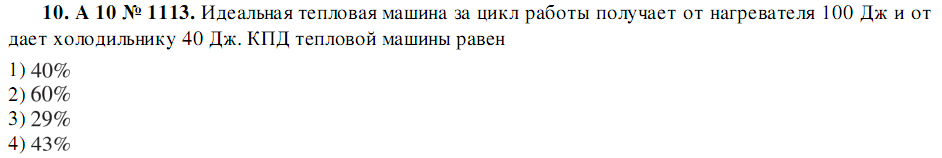 10. А 10 № 1113. Идеальная тепловая машина за цикл работы получает от нагревателя 100 Дж и от
дает холодильнику 40 Дж. КПД тепловой машины равен
1) 40%
2) 60%
3) 29%
4) 43%